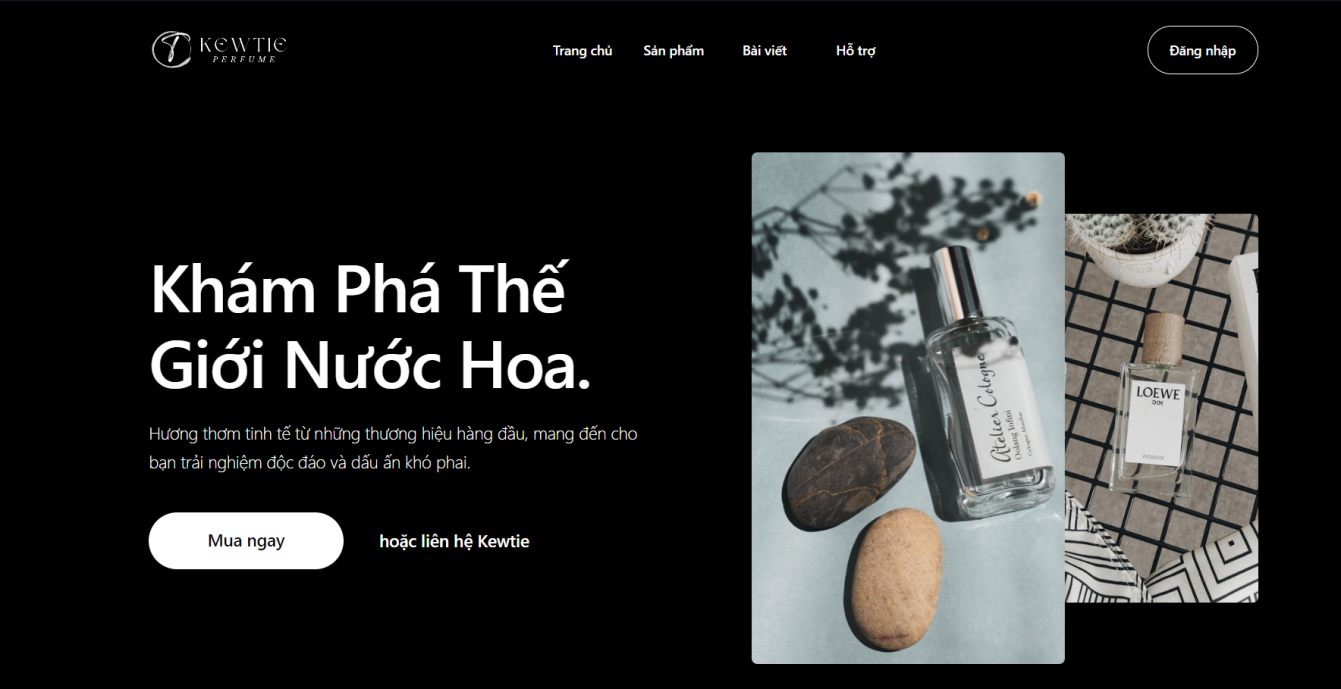 KEWTIE
PERFUME
Trang chủ
Sản phẩm
Bài viết
Hỗ trợ
Đăng nhập
Khám Phá Thế
Giới Nước Hoa.
Hương thơm tinh tế từ những thương hiệu hàng đầu, mang đến cho
bạn trải nghiệm độc đáo và dấu ấn khó phai.
Mua ngay
hoặc liên hệ Kewtie
Atelier Cologne
Oolang Infini
LOEWE
001
WOMAN